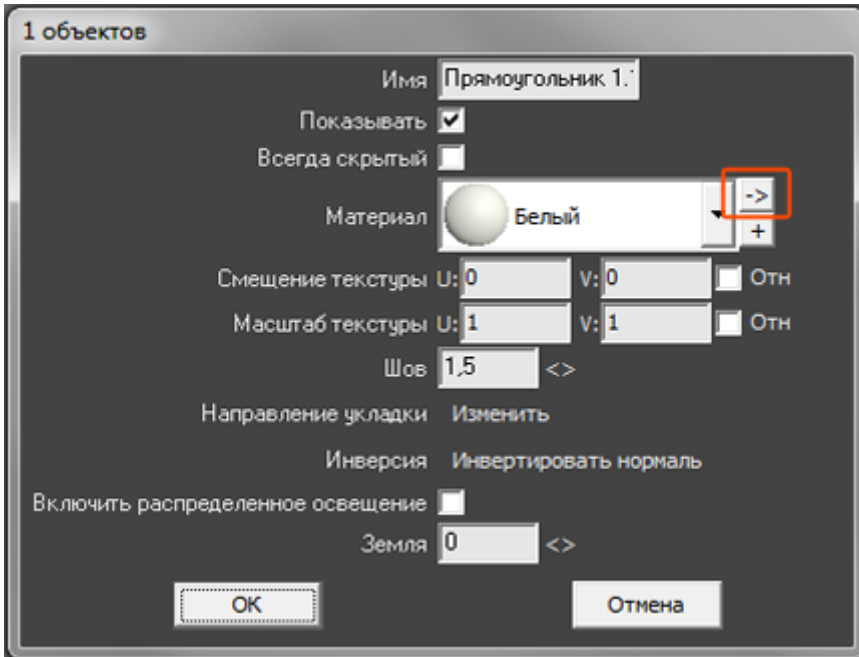 1 объектов
Имя Прямоугольник 1.
Показывать
Всегда скрытый
Материал Белый ->
+
Смещение текстуры U: 0 V: 0 Отн
Масштаб текстуры U: 1 V: 1 Отн
Шов 1,5 <>
Направление укладки Изменить
Инверсия Инвертировать нормаль
Включить распределенное освещение
Земля 0 <>
OK Отмена